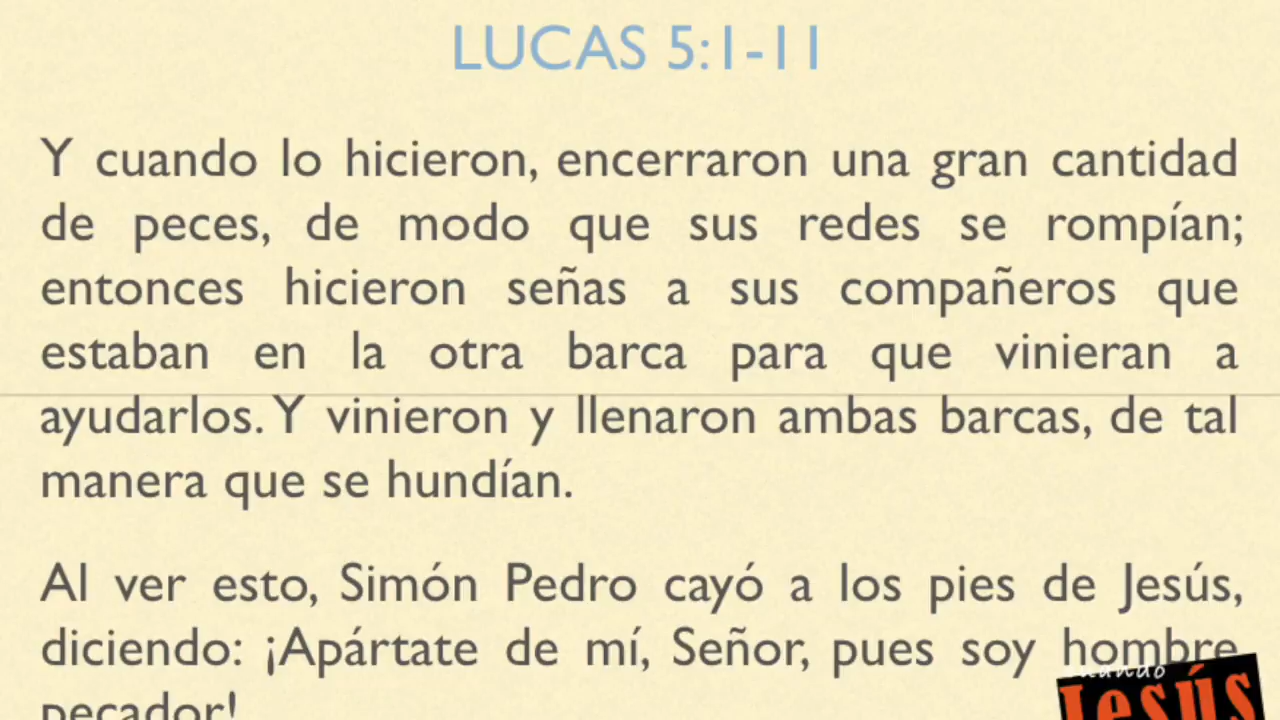 LUCAS 5:1-11
Y cuando lo hicieron, encerraron una gran cantidad
de peces, de modo que sus redes se rompían;
entonces hicieron señas a sus compañeros que
estaban en la otra barca para que vinieran a
ayudarlos. Y vinieron y llenaron ambas barcas, de tal
manera que se hundían.
Al ver esto, Simón Pedro cayó a los pies de Jesús,
diciendo: ¡Apártate de mí, Señor, pues soy hombre
pecador!
Jesús